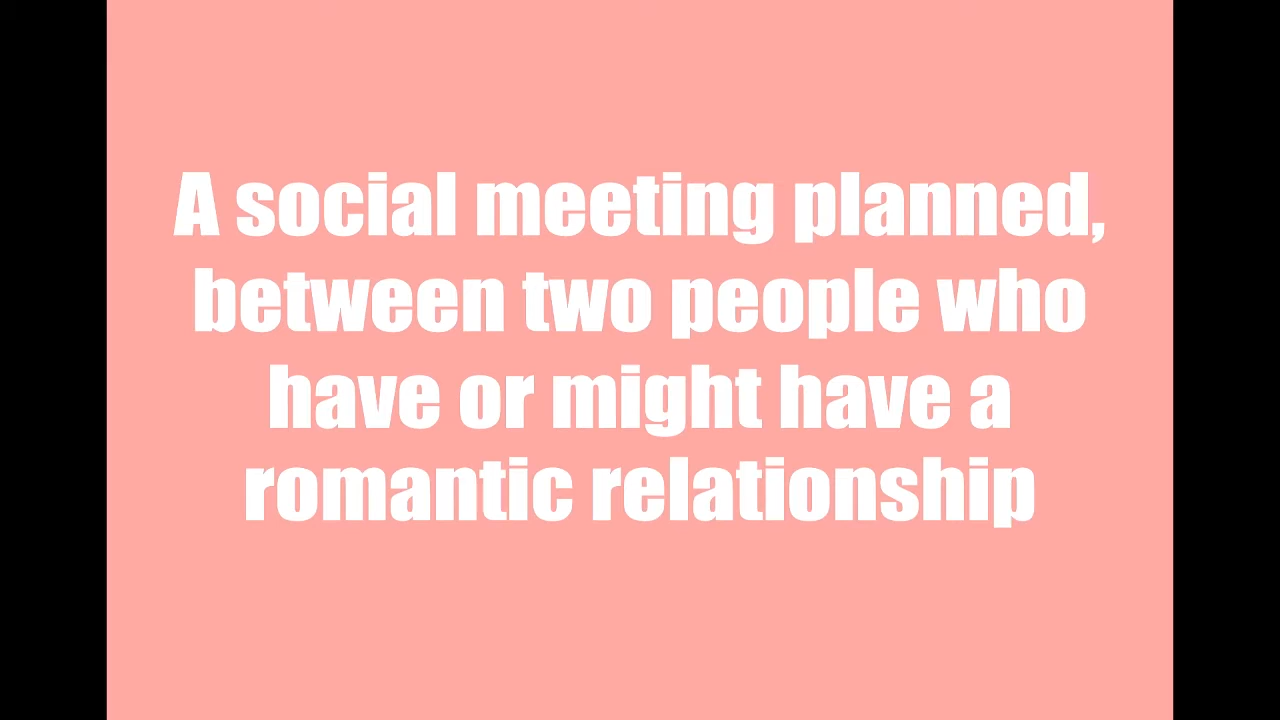 A social meeting planned,
between two people who
have or might have a
romantic relationship